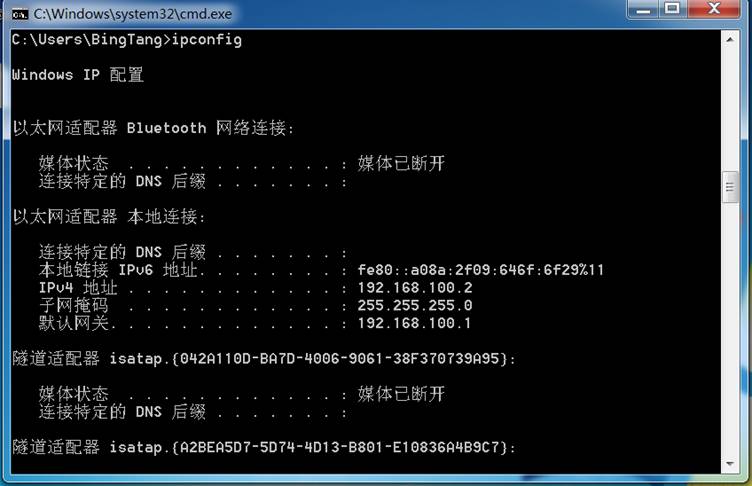 C:\Windows\system32\cmd.exe
C:\Users\BingTang>ipconfig
Windows IP 配置
以太网适配器 Bluetooth 网络连接:
媒体状态 . . . . . . . . . . . . : 媒体已断开
连接特定的 DNS 后缀 . . . . . . . :
以太网适配器 本地连接:
连接特定的 DNS 后缀 . . . . . . . :
本地链接 IPv6 地址. . . . . . . . : fe80::a08a:2f09:646f:6f29%11
IPv4 地址 . . . . . . . . . . . . : 192.168.100.2
子网掩码 . . . . . . . . . . . . : 255.255.255.0
默认网关. . . . . . . . . . . . . : 192.168.100.1
隧道适配器 isatap.{042A110D-BA7D-4006-9061-38F370739A95}:
媒体状态 . . . . . . . . . . . . : 媒体已断开
连接特定的 DNS 后缀 . . . . . . . :
隧道适配器 isatap.{A2BEA5D7-5D74-4D13-B801-E10836A4B9C7}: